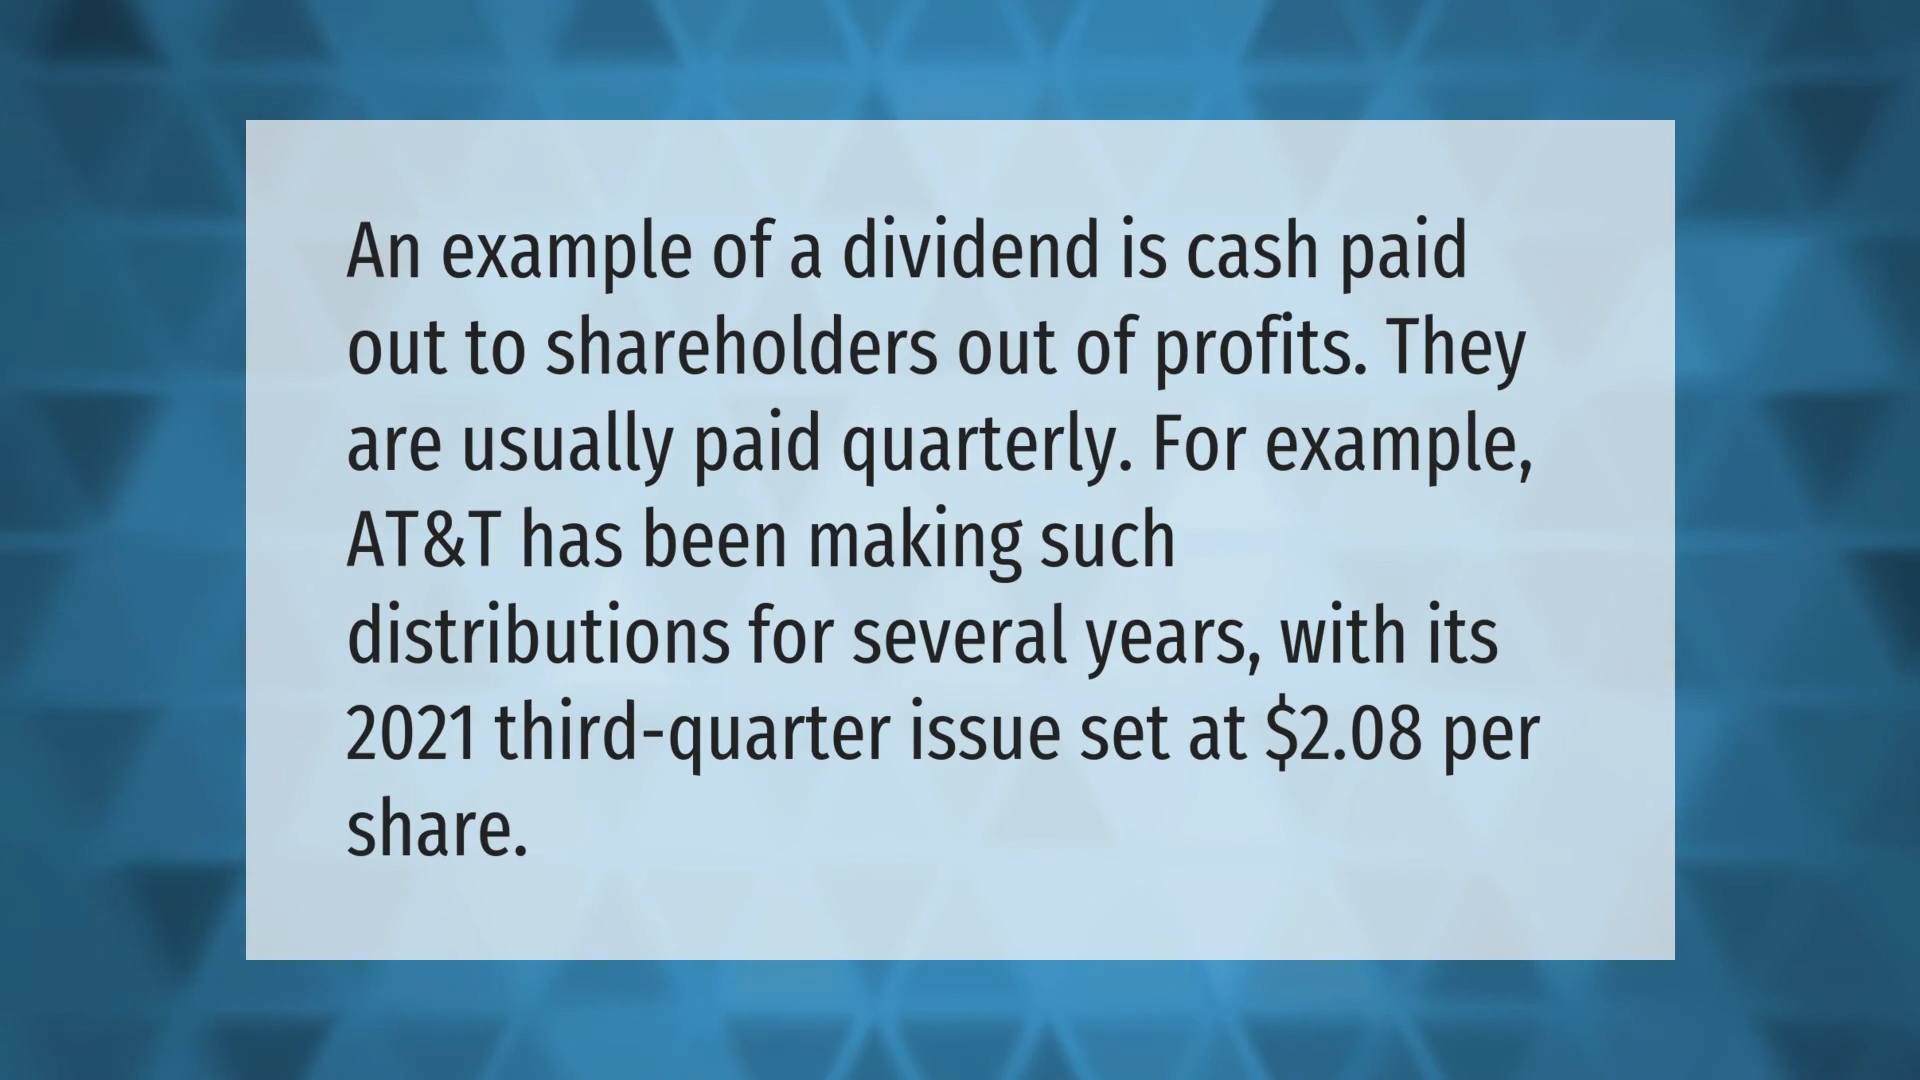 An example of a dividend is cash paid
out to shareholders out of profits. They
are usually paid quarterly. For example,
AT&T has been making such
distributions for several years, with its
2021 third-quarter issue set at $2.08 per
share.